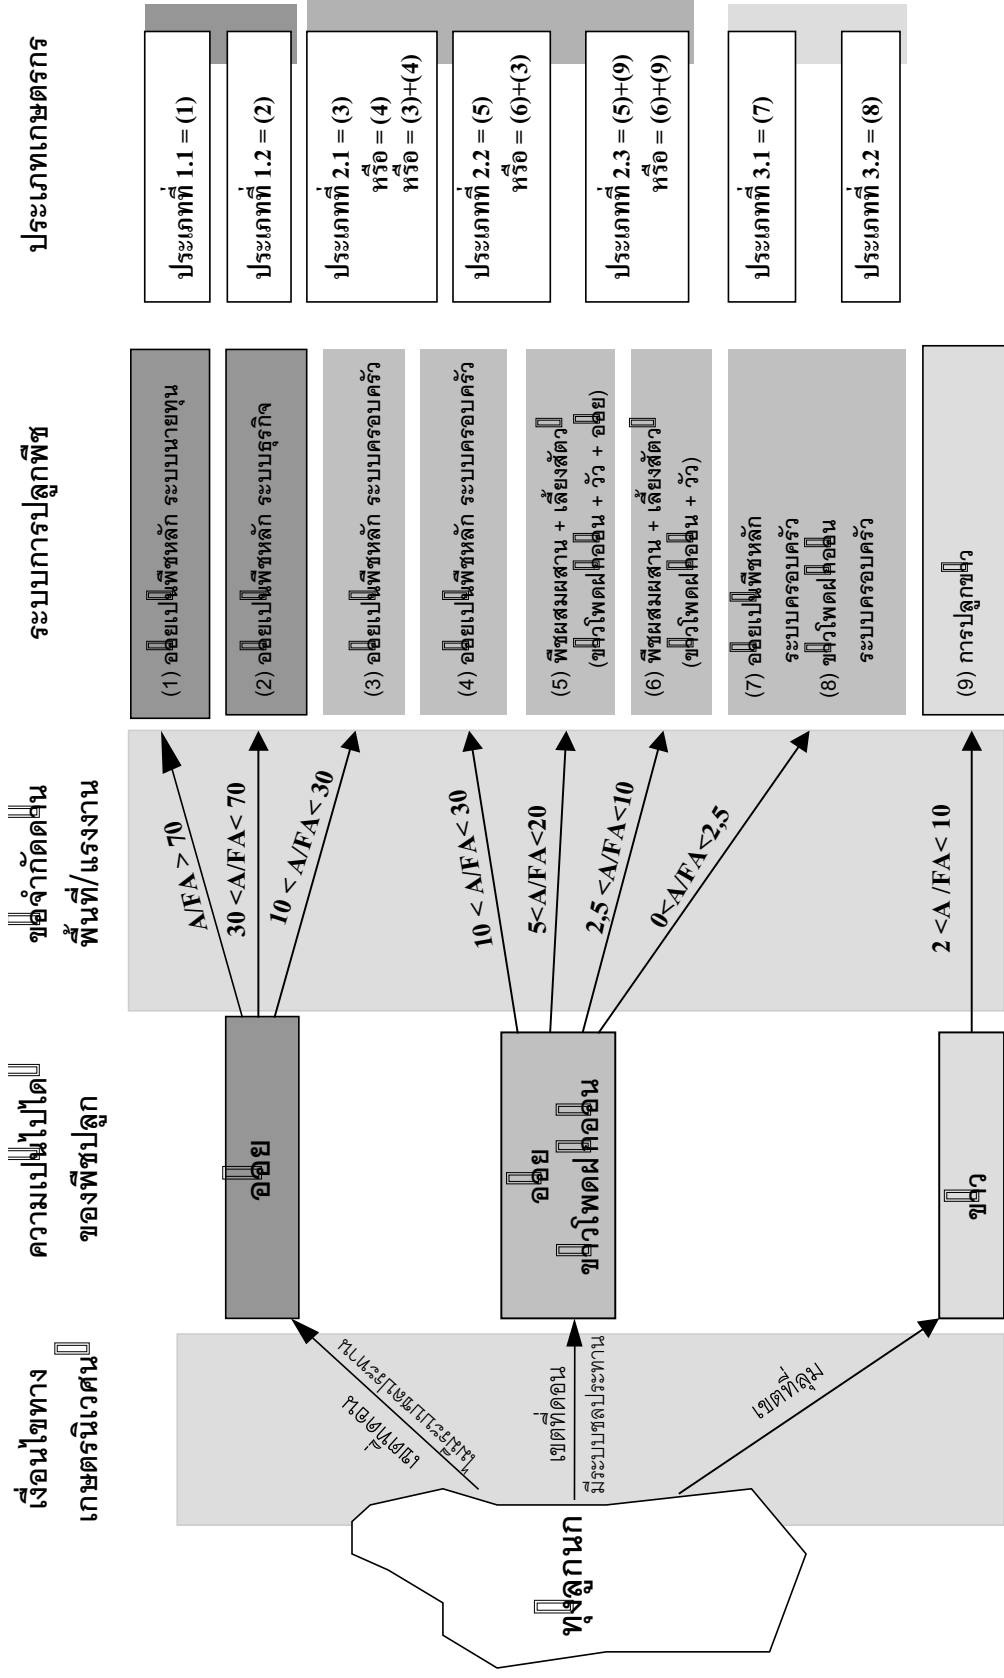 เงื่อนไขทาง
เกษตรนิเวศน
ความเปนไปได
ของพืชปลูก
ขอจำกัดดาน
พื้นที่/แรงงาน
ระบบการปลูกพืช
ประเภทเกษตรกร
ทุงลูกนก
เขตที่ดอน
ไมมีระบบชลประทาน
เขตที่ดอน
มีระบบชลประทาน
เขตที่ลุม
ออย
ออย
ขาวโพดฝกออน
ขาว
A/FA > 70
30 <A/FA< 70
10 < A/FA< 30
10 < A/FA< 30
5<A/FA<20
2,5 <A/FA<10
0<A/FA<2,5
2 <A /FA< 10
(1) ออยเปนพืชหลัก ระบบนายทุน
(2) ออยเปนพืชหลัก ระบบธุรกิจ
(3) ออยเปนพืชหลัก ระบบครอบครัว
(4) ออยเปนพืชหลัก ระบบครอบครัว
(5) พืชผสมผสาน + เลี้ยงสัตว
(ขาวโพดฝกออน + วัว + ออย)
(6) พืชผสมผสาน + เลี้ยงสัตว
(ขาวโพดฝกออน + วัว)
(7) ออยเปนพืชหลัก
ระบบครอบครัว
(8) ขาวโพดฝกออน
ระบบครอบครัว
(9) การปลูกขาว
ประเภทที่ 1.1 = (1)
ประเภทที่ 1.2 = (2)
ประเภทที่ 2.1 = (3)
หรือ = (4)
หรือ = (3)+(4)
ประเภทที่ 2.2 = (5)
หรือ = (6)+(3)
ประเภทที่ 2.3 = (5)+(9)
หรือ = (6)+(9)
ประเภทที่ 3.1 = (7)
ประเภทที่ 3.2 = (8)